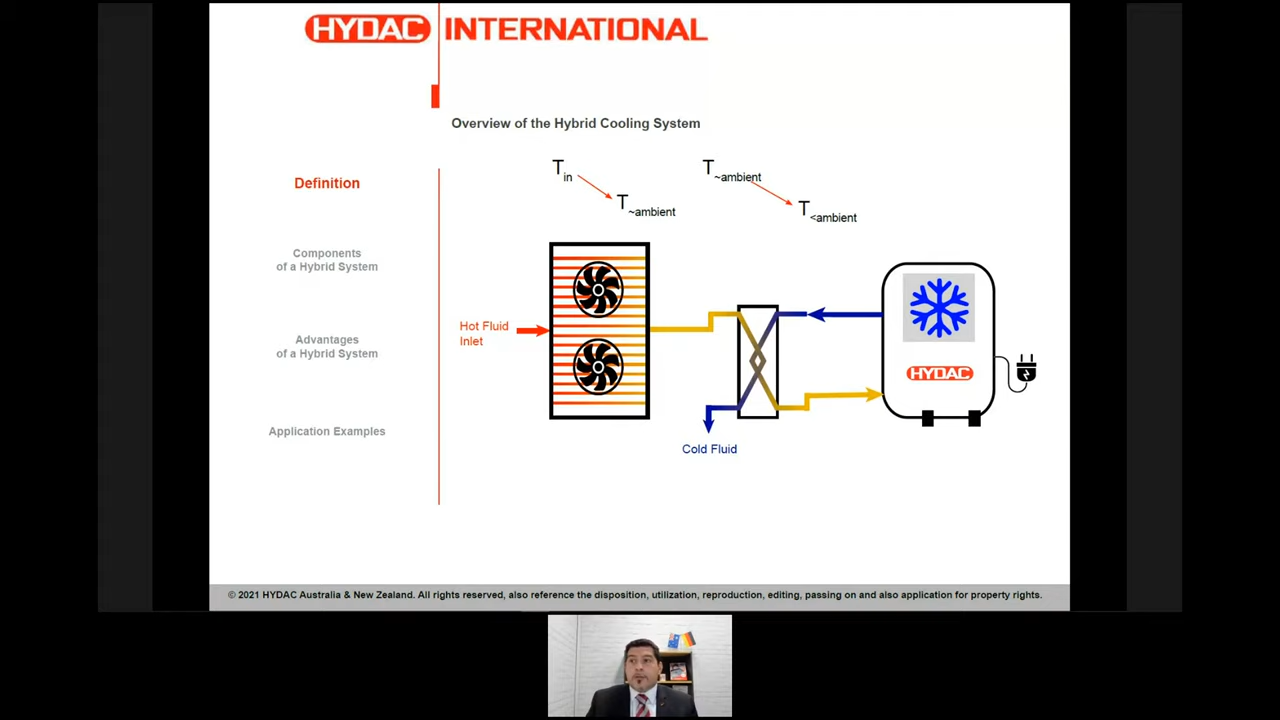 HYDAC INTERNATIONAL
Overview of the Hybrid Cooling System
Definition
Components
of a Hybrid System
Advantages
of a Hybrid System
Application Examples
T in
T ~ambient
T ~ambient
T <ambient
Hot Fluid
Inlet
HYDAC
Cold Fluid
© 2021 HYDAC Australia & New Zealand. All rights reserved, also reference the disposition, utilization, reproduction, editing, passing on and also application for property rights.